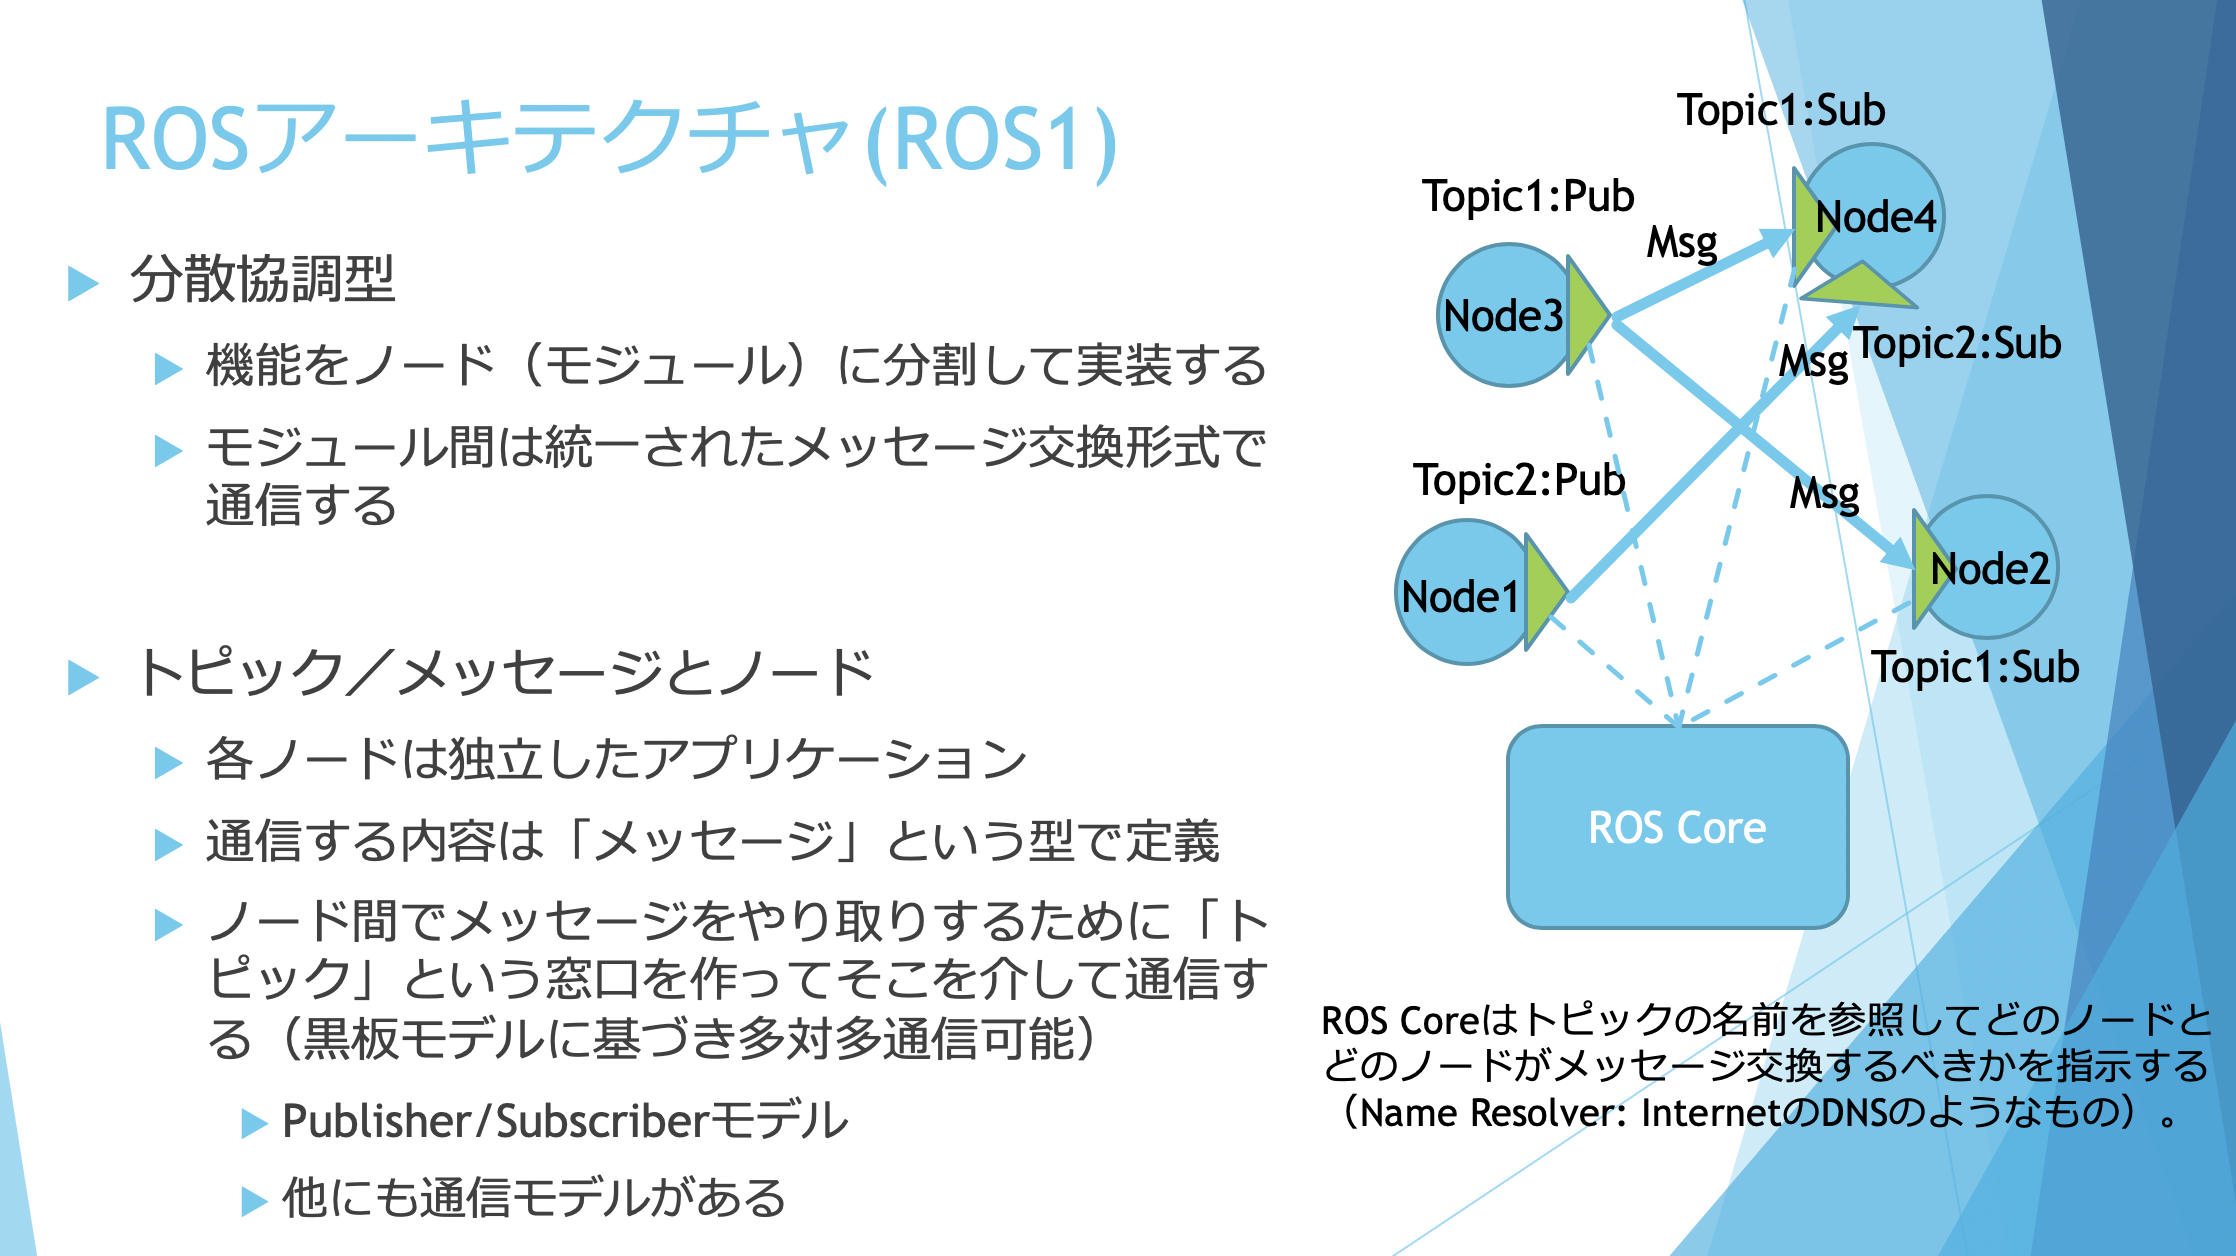 ROSアーキテクチャ(ROS1)
分散協調型
機能をノード（モジュール）に分割して実装する
モジュール間は統一されたメッセージ交換形式で
通信する
トピック／メッセージとノード
各ノードは独立したアプリケーション
通信する内容は「メッセージ」という型で定義
ノード間でメッセージをやり取りするために「ト
ピック」という窓口を作ってそこを介して通信す
る（黒板モデルに基づき多対多通信可能）
Publisher/Subscriberモデル
他にも通信モデルがある
Topic1:Sub
Node4
Topic1:Pub
Msg
Node3
Topic2:Sub
Msg
Topic2:Pub
Msg
Node1
Node2
Topic1:Sub
ROS Core
ROS Coreはトピックの名前を参照してどのノードと
どのノードがメッセージ交換するべきかを指示する
（Name Resolver: InternetのDNSのようなもの）。